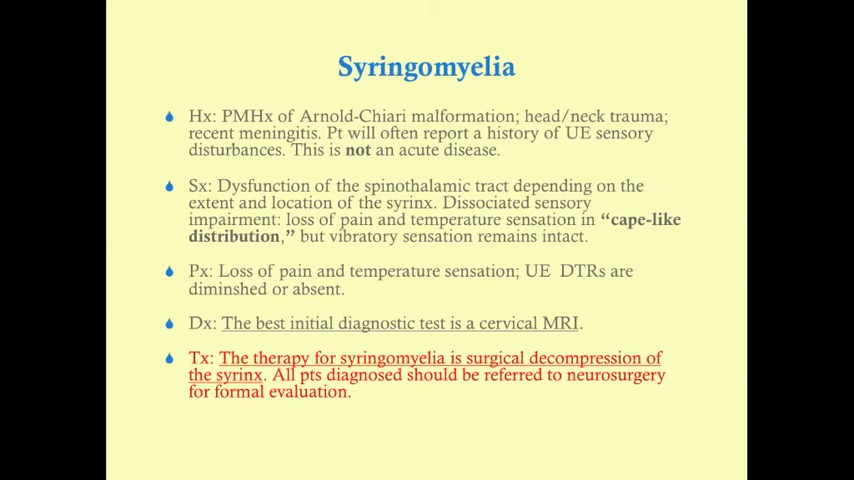 Syringomyelia
Hx: PMHx of Arnold-Chiari malformation; head/neck trauma;
recent meningitis. Pt will often report a history of UE sensory
disturbances. This is not an acute disease.
Sx: Dysfunction of the spinothalamic tract depending on the
extent and location of the syrinx. Dissociated sensory
impairment: loss of pain and temperature sensation in “cape-like
distribution,” but vibratory sensation remains intact.
Px: Loss of pain and temperature sensation; UE DTRs are
diminshed or absent.
Dx: The best initial diagnostic test is a cervical MRI.
Tx: The therapy for syringomyelia is surgical decompression of
the syrinx. All pts diagnosed should be referred to neurosurgery
for formal evaluation.